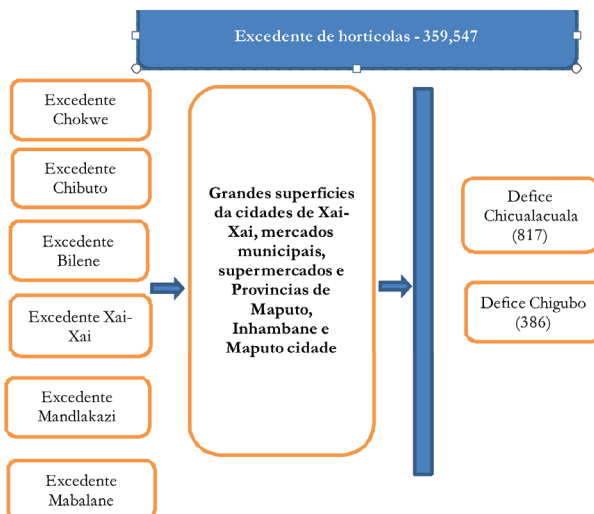 Excedente de horticolas - 359,547
Excedente
Chokwe
Excedente
Chibuto
Excedente
Bilene
Excedente Xai-
Xai
Excedente
Mandlakazi
Excedente
Mabalane
Grandes superficies
da cidades de Xai-
Xai, mercados
municipais,
supermercados e
Provincias de
Maputo,
Inhambane e
Maputo cidade
Defice
Chicualacuala
(817)
Defice Chigubo
(386)